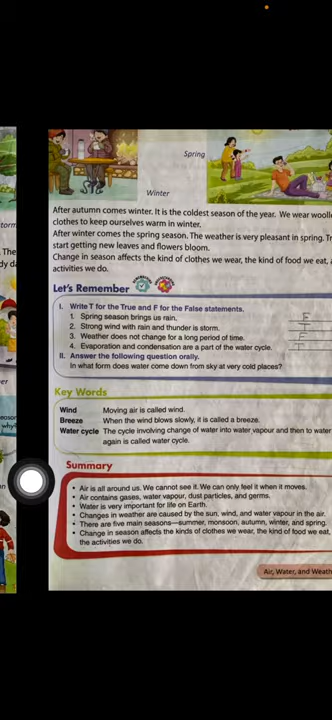 Spring
Winter
After autumn comes winter. It is the coldest season of the year. We wear
clothes to keep ourselves warm in winter.
After winter comes the spring season. The weather is very pleasant in spring.
start getting new leaves and flowers bloom.
Change in season affects the kind of clothes we wear, the kind of food we eat,
activities we do.
Let's Remember
I. Write T for the True and F for the False statements.
1. Spring season brings us rain. F
2. Strong wind with rain and thunder is storm. T
3. Weather does not change for a long period of time. F
4. Evaporation and condensation are a part of the water cycle. T
II. Answer the following question orally.
In what form does water come down from sky at very cold places?
Key Words
Wind Moving air is called wind.
Breeze When the wind blows slowly, it is called a breeze.
Water cycle The cycle involving change of water into water vapour and then to water
again is called water cycle.
Summary
• Air is all around us. We cannot see it. We can only feel it when it moves.
• Air contains gases, water vapour, dust particles, and germs.
• Water is very important for life on Earth.
• Changes in weather are caused by the sun, wind, and water vapour in the air.
• There are five main seasons—summer, monsoon, autumn, winter, and spring.
• Change in season affects the kinds of clothes we wear, the kind of food we eat,
the activities we do.
Air, Water, and